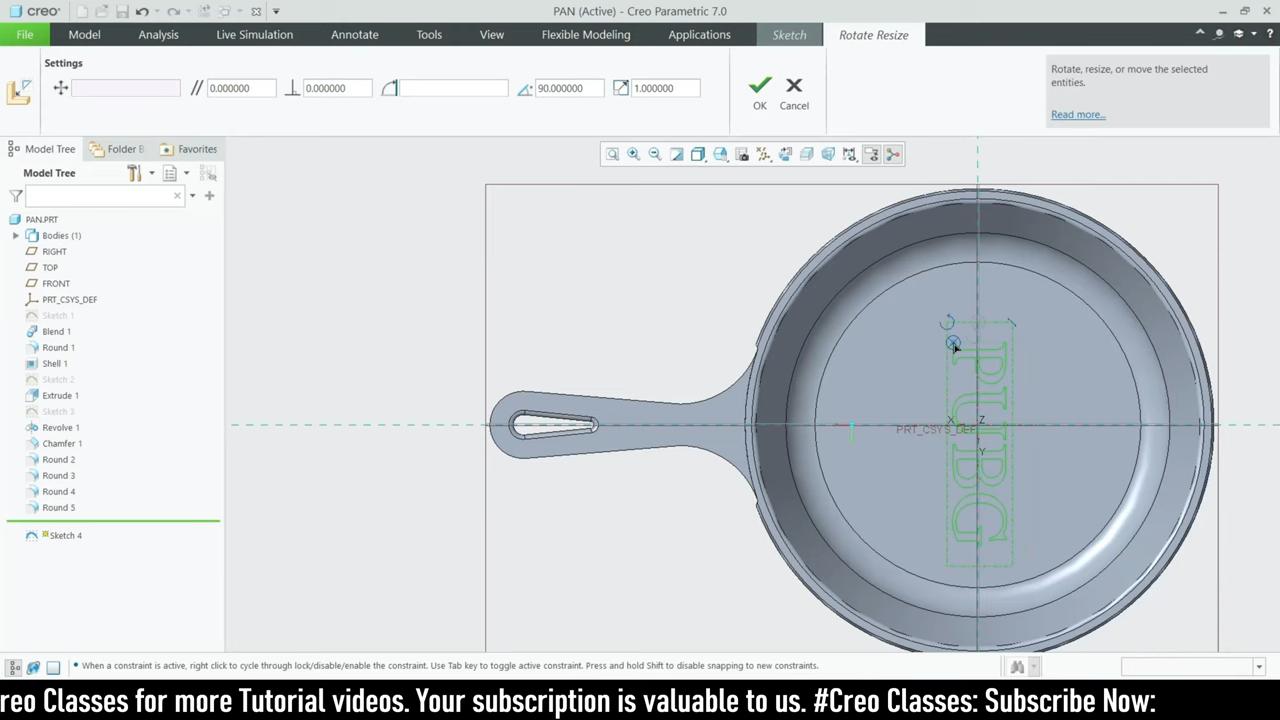 creo
PAN (Active) - Creo Parametric 7.0
File
Model
Analysis
Live Simulation
Annotate
Tools
View
Flexible Modeling
Applications
Sketch
Rotate Resize
Settings
0.000000
0.000000
90.000000
1.000000
OK
Cancel
Rotate, resize, or move the selected
entities.
Read more...
Model Tree
Folder B
Favorites
Model Tree
PAN.PRT
Bodies (1)
RIGHT
TOP
FRONT
PRT_CSYS_DEF
Sketch 1
Blend 1
Round 1
Shell 1
Sketch 2
Extrude 1
Sketch 3
Revolve 1
Chamfer 1
Round 2
Round 3
Round 4
Round 5
Sketch 4
PUBG
X
Z
PRT_CSYS_DEF
Y
When a constraint is active, right click to cycle through lock/disable/enable the constraint. Use Tab key to toggle active constraint. Press and hold Shift to disable snapping to new constraints.
reo Classes for more Tutorial videos. Your subscription is valuable to us. #Creo Classes: Subscribe Now: